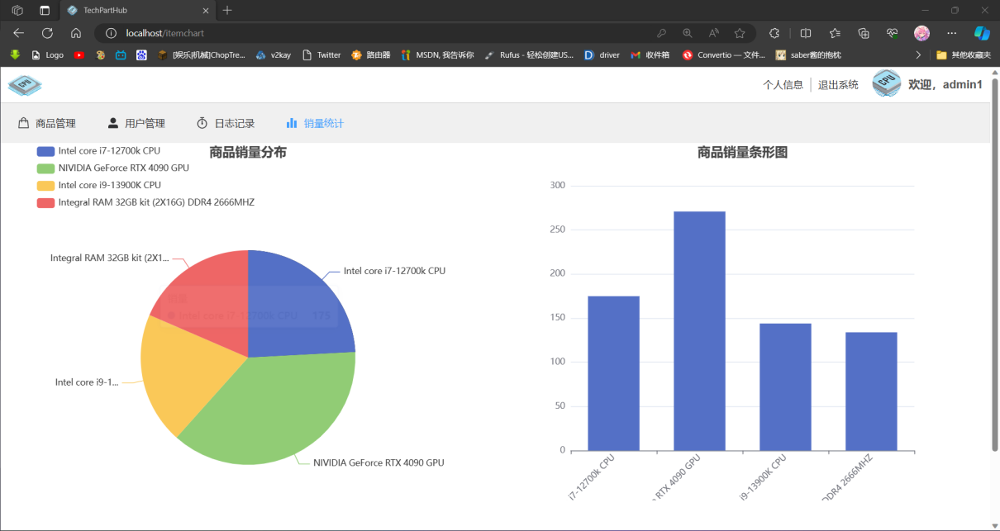 TechPartHub
localhost/itemchart
Logo
[娱乐|机械]ChopTre...
v2kay
Twitter
路由器
MSDN, 我告诉你
Rufus - 轻松创建US...
driver
收件箱
Convertio — 文件...
saber酱的抱枕
其他收藏夹
CPU
个人信息
退出系统
CPU
欢迎，admin1
商品管理
用户管理
日志记录
销量统计
Intel core i7-12700k CPU
NIVIDIA GeForce RTX 4090 GPU
Intel core i9-13900K CPU
Integral RAM 32GB kit (2X16G) DDR4 2666MHZ
商品销量分布
Integral RAM 32GB kit (2X1...
Intel core i7-12700k CPU
Intel core i7-12700k CPU 175
Intel core i9-1...
NIVIDIA GeForce RTX 4090 GPU
商品销量条形图
300
250
200
150
100
50
0
i7-12700k CPU
RTX 4090 GPU
i9-13900K CPU
DDR4 2666MHZ